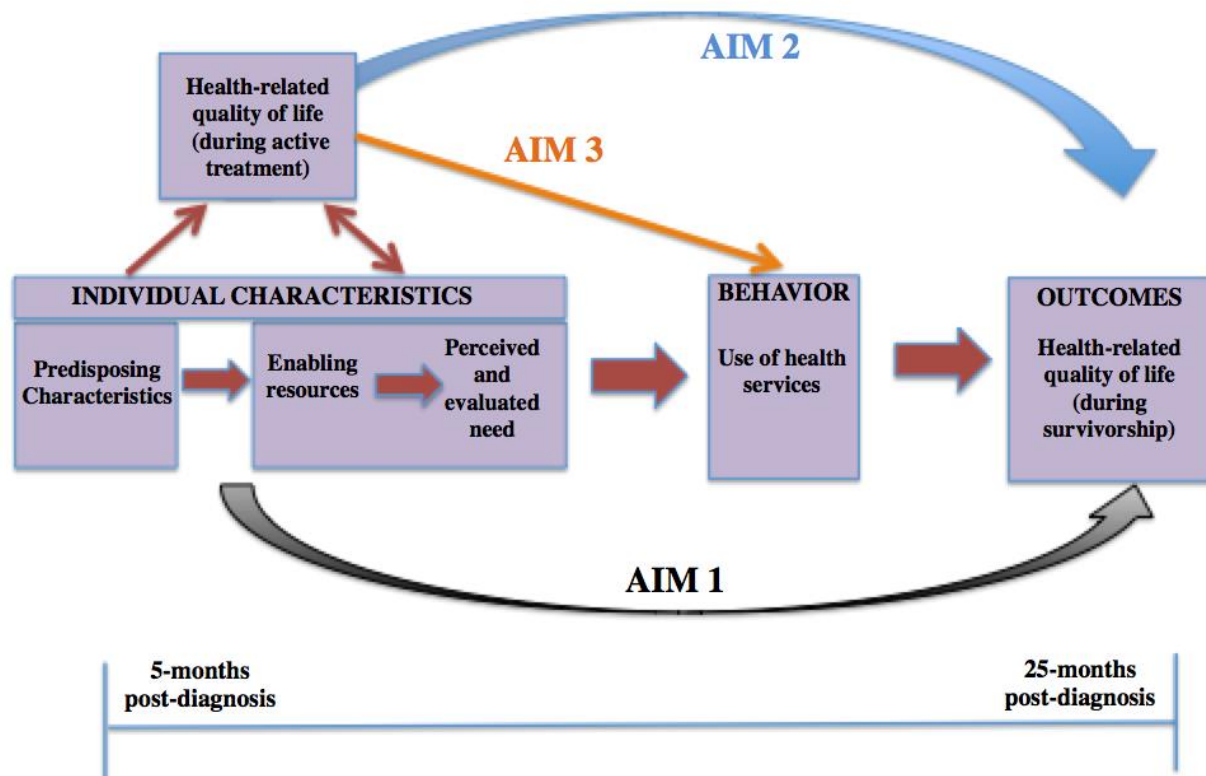 AIM 2
Health-related
quality of life
(during active
treatment)
AIM 3
INDIVIDUAL CHARACTERISTICS
Predisposing
Characteristics
Enabling
resources
Perceived
and
evaluated
need
BEHAVIOR
Use of health
services
OUTCOMES
Health-related
quality of life
(during
survivorship)
AIM 1
5-months
post-diagnosis
25-months
post-diagnosis